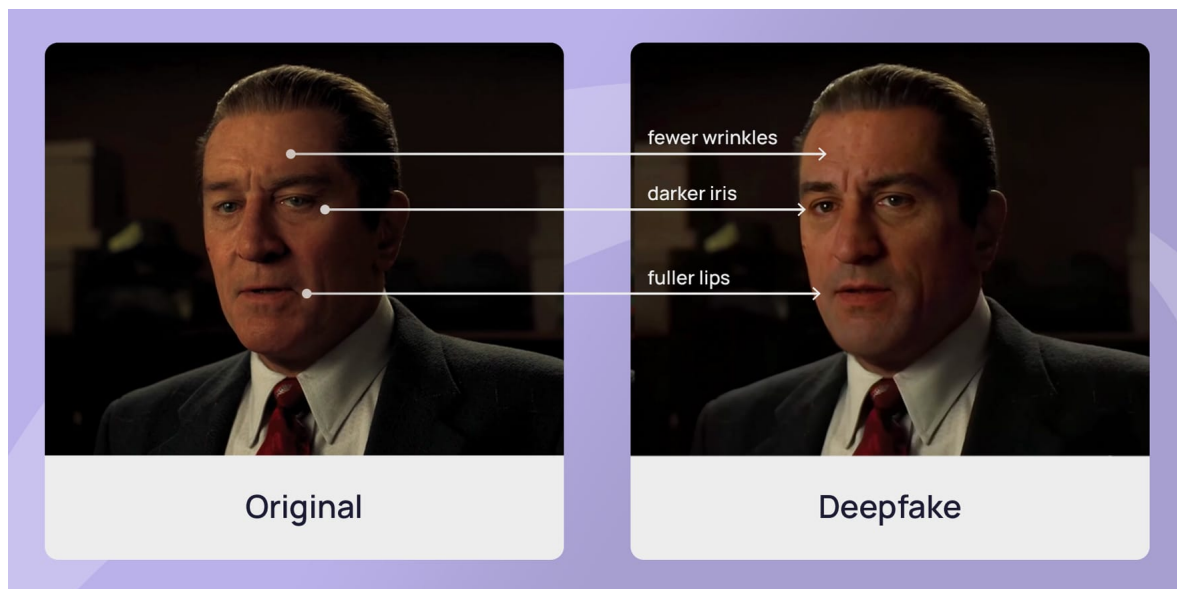 fewer wrinkles
darker iris
fuller lips
Original
Deepfake